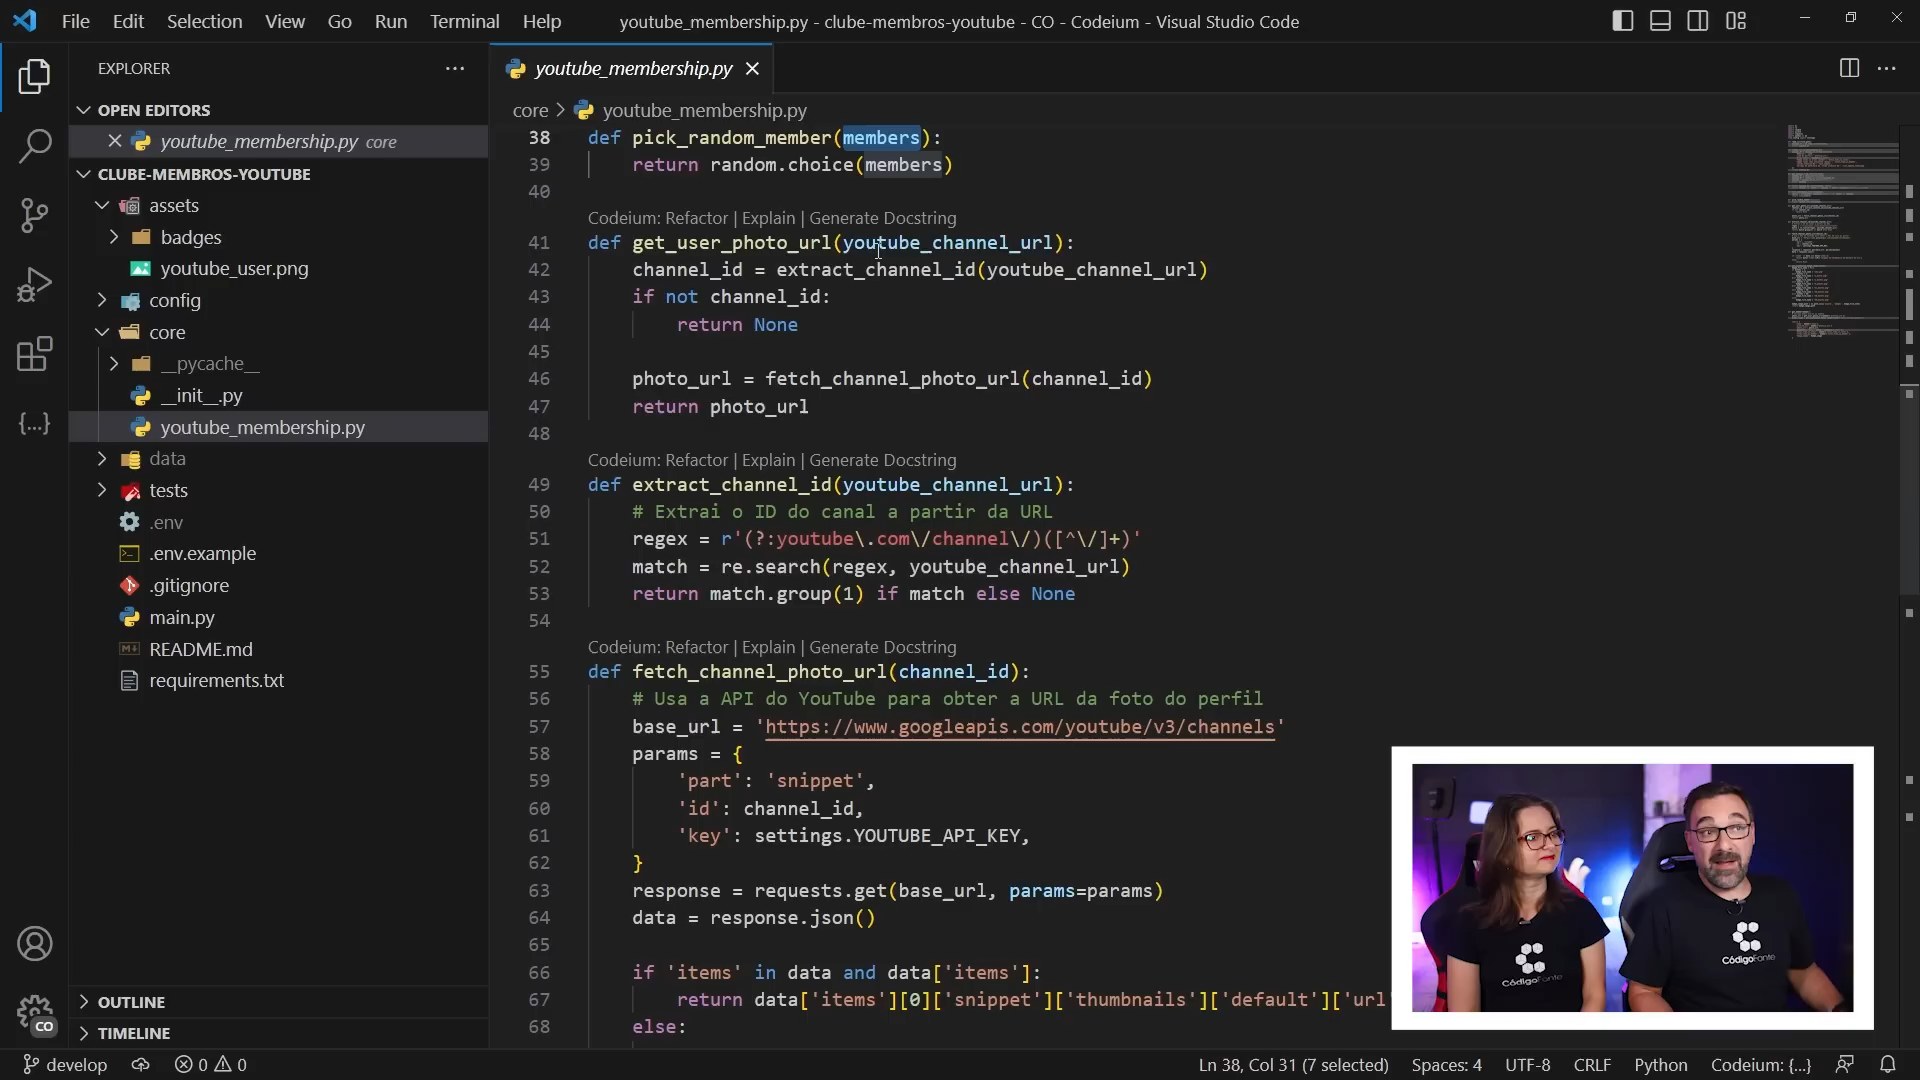 File Edit Selection View Go Run Terminal Help youtube_membership.py - clube-membros-youtube - CO - Codeium - Visual Studio Code
EXPLORER
OPEN EDITORS
youtube_membership.py core
CLUBE-MEMBROS-YOUTUBE
assets
badges
youtube_user.png
config
core
__pycache__
__init__.py
youtube_membership.py
data
tests
.env
.env.example
.gitignore
main.py
README.md
requirements.txt
OUTLINE
TIMELINE
CO
youtube_membership.py
core > youtube_membership.py
38 def pick_random_member(members):
39 return random.choice(members)
40
Codeium: Refactor | Explain | Generate Docstring
41 def get_user_photo_url(youtube_channel_url):
42 channel_id = extract_channel_id(youtube_channel_url)
43 if not channel_id:
44 return None
45
46 photo_url = fetch_channel_photo_url(channel_id)
47 return photo_url
48
Codeium: Refactor | Explain | Generate Docstring
49 def extract_channel_id(youtube_channel_url):
50 # Extrai o ID do canal a partir da URL
51 regex = r'(?:youtube\.com\/channel\/)([^\/]+)'
52 match = re.search(regex, youtube_channel_url)
53 return match.group(1) if match else None
54
Codeium: Refactor | Explain | Generate Docstring
55 def fetch_channel_photo_url(channel_id):
56 # Usa a API do YouTube para obter a URL da foto do perfil
57 base_url = 'https://www.googleapis.com/youtube/v3/channels'
58 params = {
59 'part': 'snippet',
60 'id': channel_id,
61 'key': settings.YOUTUBE_API_KEY,
62 }
63 response = requests.get(base_url, params=params)
64 data = response.json()
65
66 if 'items' in data and data['items']:
67 return data['items'][0]['snippet']['thumbnails']['default']['url'
68 else:
CódigoFonte
CódigoFonte
develop 0 0 Ln 38, Col 31 (7 selected) Spaces: 4 UTF-8 CRLF Python Codeium: {...}